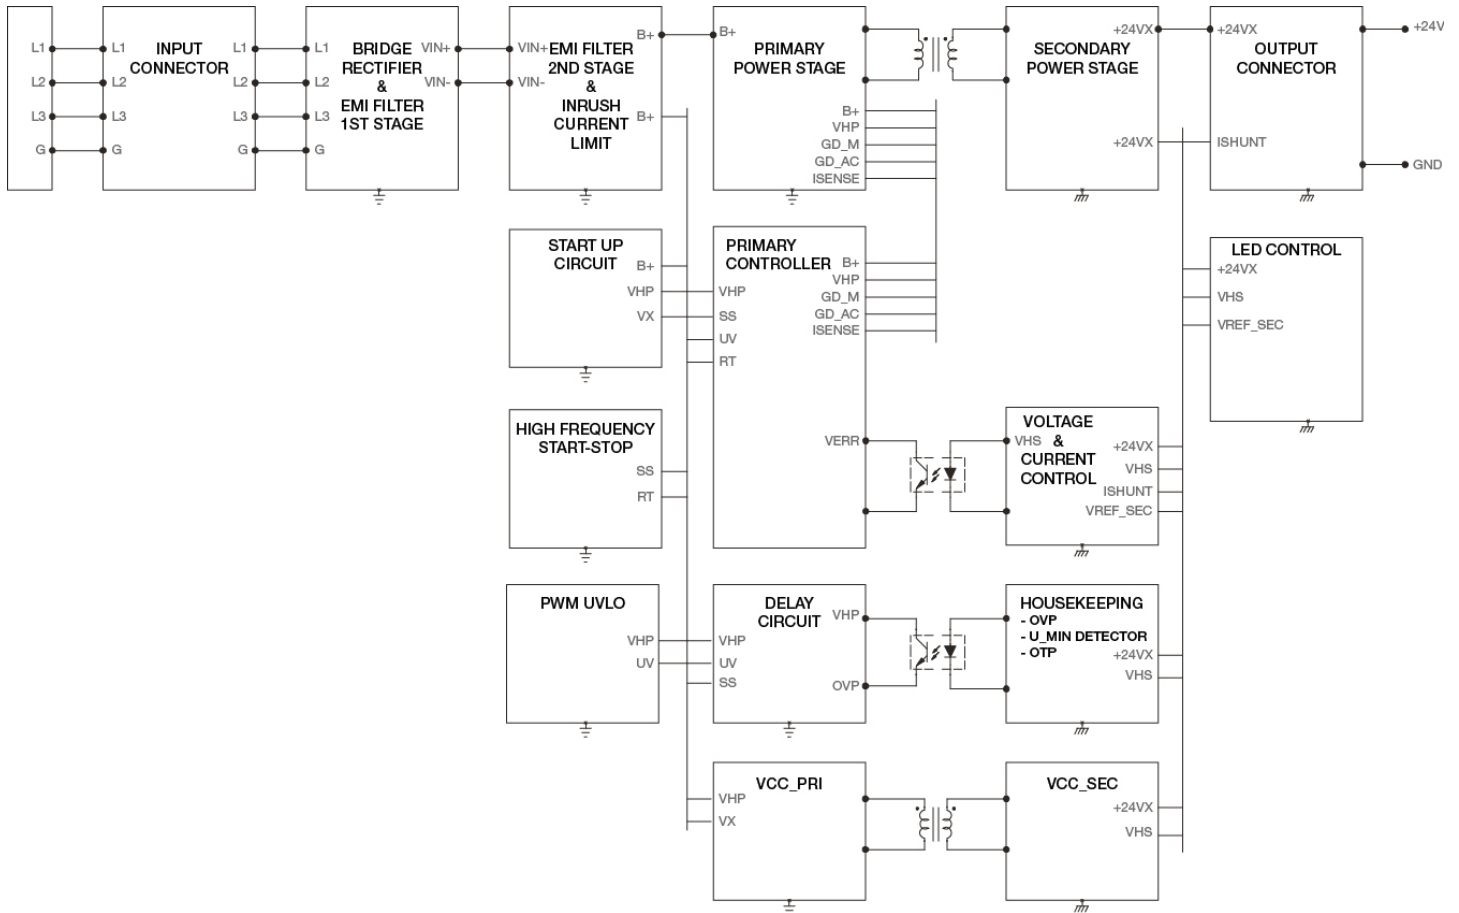 L1
L2
L3
G
INPUT
CONNECTOR
L1
L2
L3
G
L1
L2
L3
G
BRIDGE
RECTIFIER
&
EMI FILTER
1ST STAGE
L1
L2
L3
G
VIN+
VIN-
EMI FILTER
2ND STAGE
&
INRUSH
CURRENT
LIMIT
VIN+
VIN-
B+
B+
PRIMARY
POWER STAGE
B+
B+
VHP
GD_M
GD_AC
ISENSE
SECONDARY
POWER STAGE
+24VX
+24VX
OUTPUT
CONNECTOR
+24VX
ISHUNT
+24V
GND
START UP
CIRCUIT
B+
VHP
VX
PRIMARY
CONTROLLER
VHP
SS
UV
RT
B+
VHP
GD_M
GD_AC
ISENSE
VERR
LED CONTROL
+24VX
VHS
VREF_SEC
HIGH FREQUENCY
START-STOP
SS
RT
VOLTAGE
&
CURRENT
CONTROL
VHS
+24VX
VHS
ISHUNT
VREF_SEC
PWM UVLO
VHP
UV
DELAY
CIRCUIT
VHP
UV
SS
VHP
OVP
HOUSEKEEPING
- OVP
- U_MIN DETECTOR
- OTP
+24VX
VHS
VCC_PRI
VHP
VX
VCC_SEC
+24VX
VHS